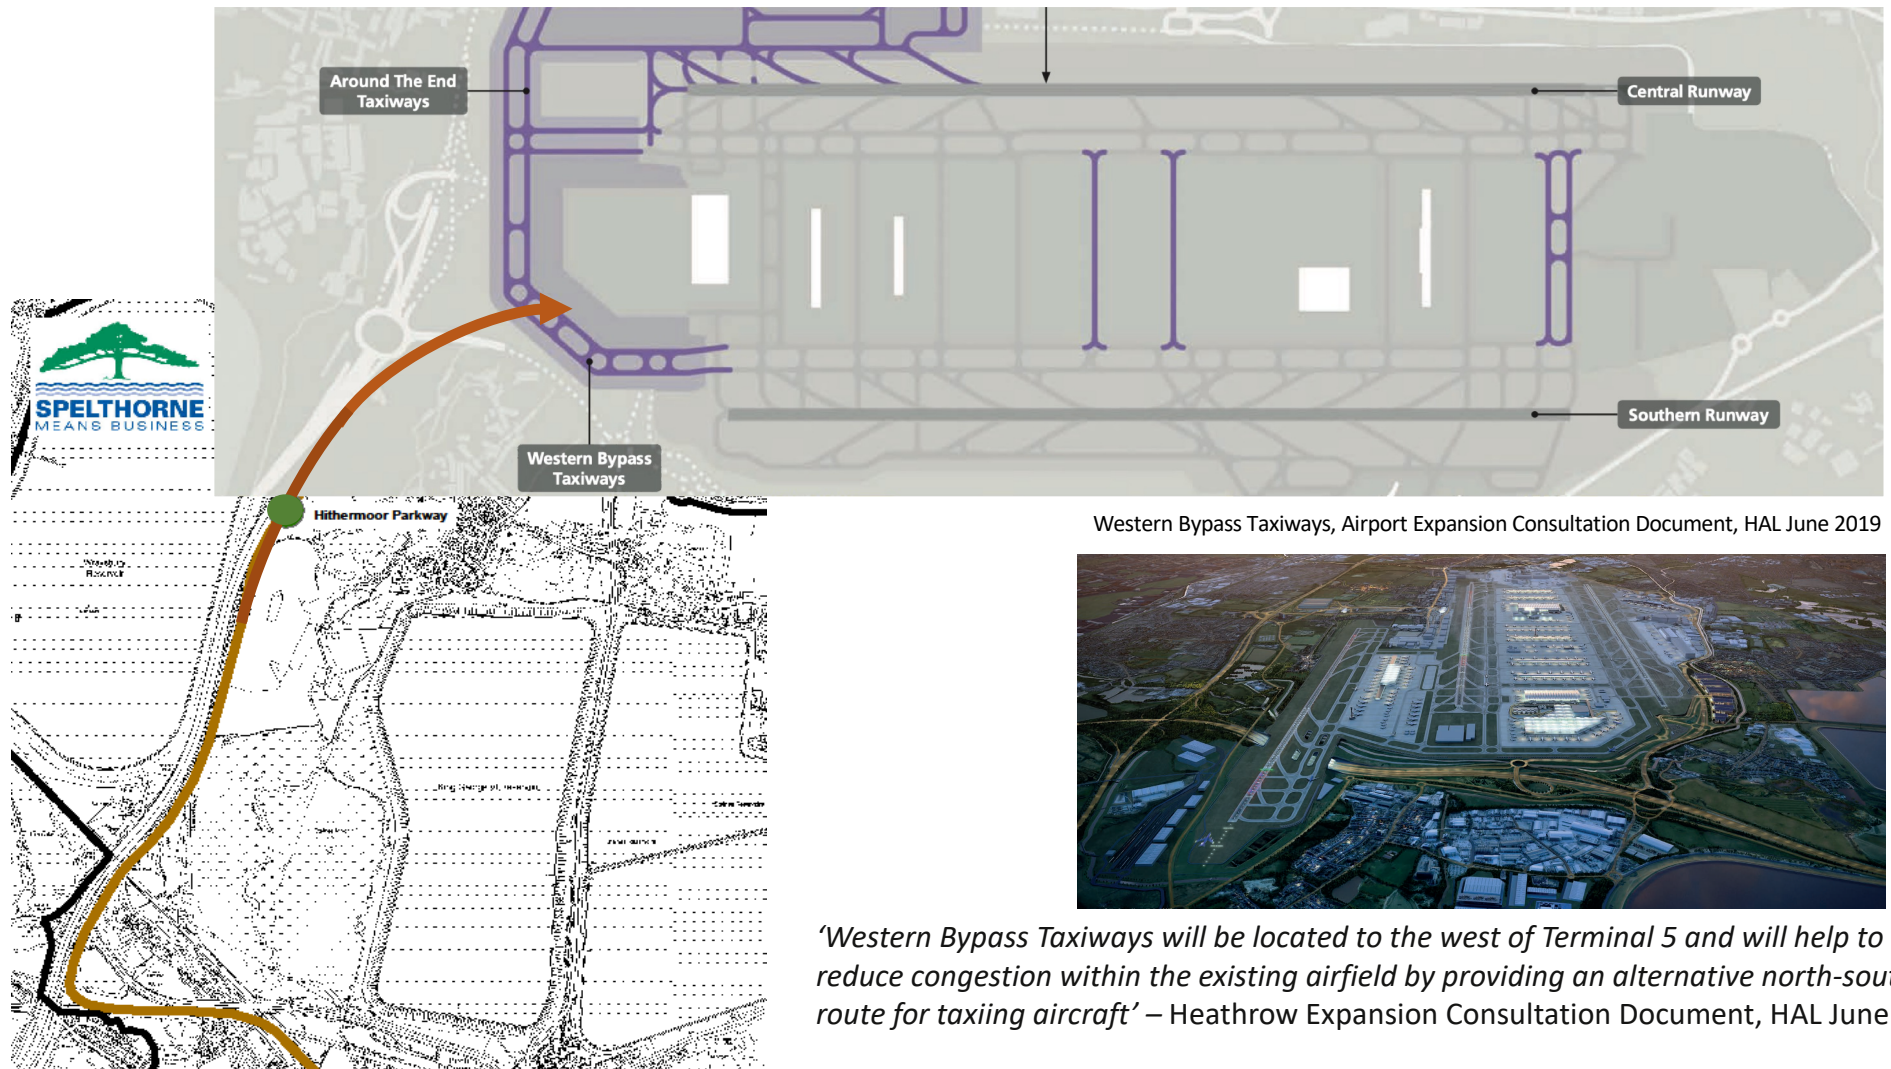 Around The End
Taxiways
Central Runway
Southern Runway
Western Bypass
Taxiways
SPELTHORNE
MEANS BUSINESS
Hithermoor Parkway
Reservoir
Western Bypass Taxiways, Airport Expansion Consultation Document, HAL June 2019
‘Western Bypass Taxiways will be located to the west of Terminal 5 and will help to
reduce congestion within the existing airfield by providing an alternative north-sou
route for taxiing aircraft’ – Heathrow Expansion Consultation Document, HAL June